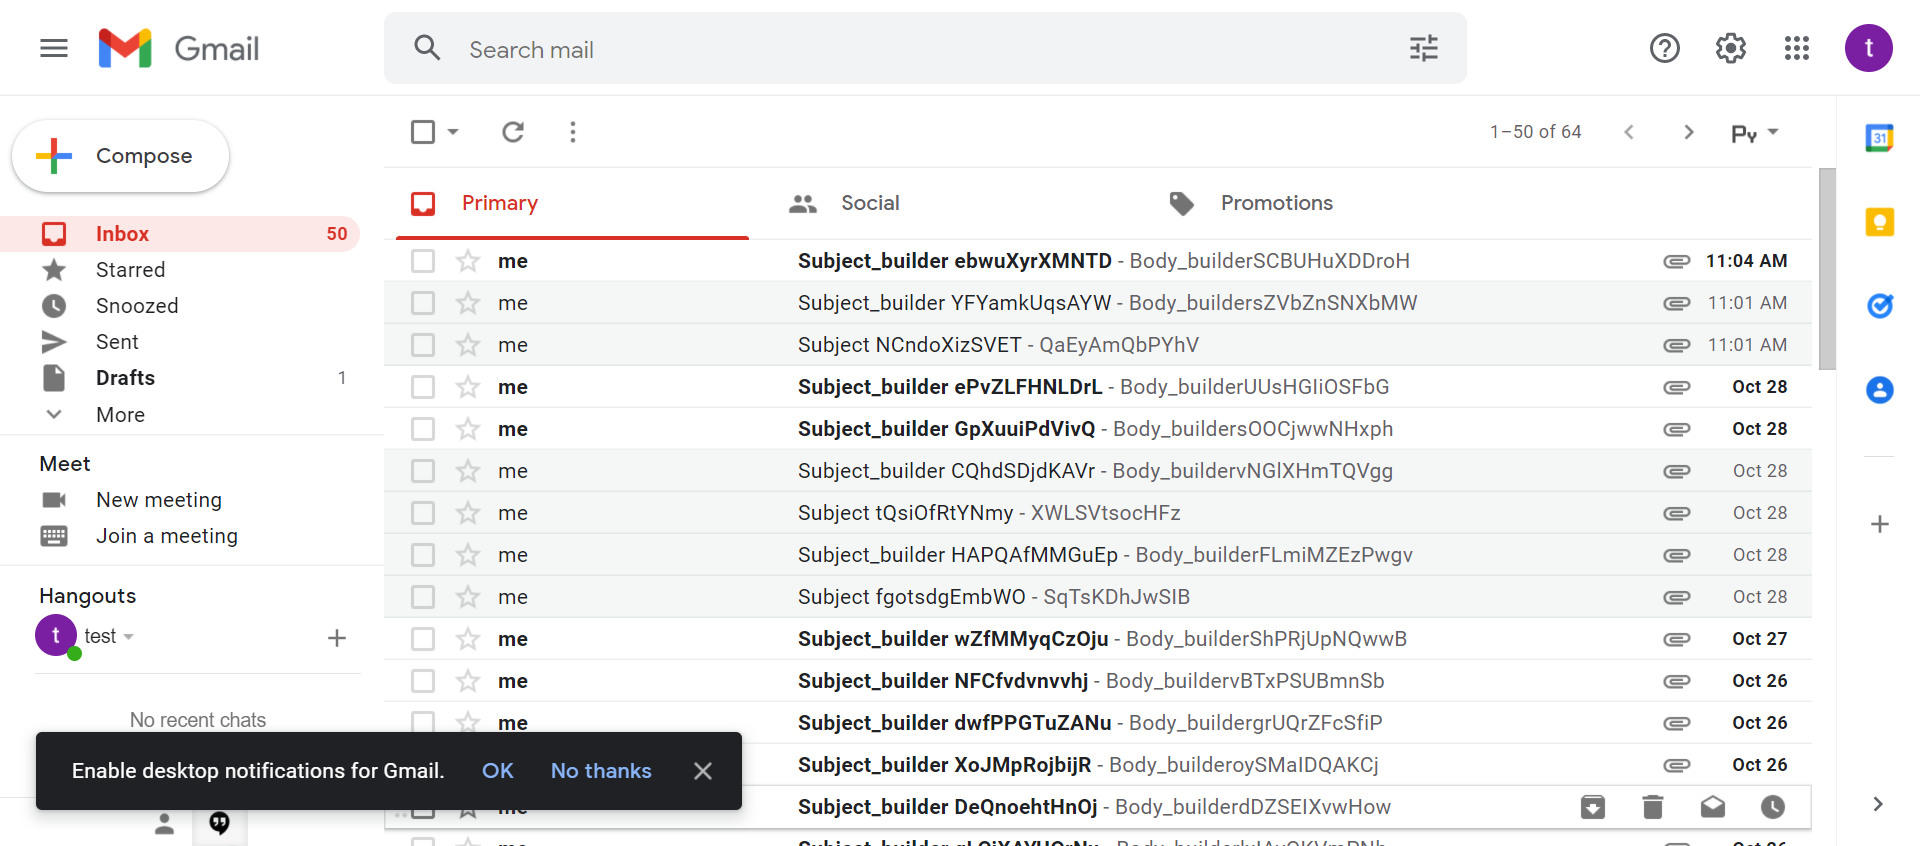 Gmail
Search mail
t
Compose
1–50 of 64
Py
31
Primary
Social
Promotions
Inbox 50
Starred
Snoozed
Sent
Drafts 1
More
Meet
New meeting
Join a meeting
Hangouts
t test
No recent chats
me Subject_builder ebwuXyrXMNTD - Body_builderSCBUHuXDDroH 11:04 AM
me Subject_builder YFYamkUqsAYW - Body_buildersZVbZnSNXbMW 11:01 AM
me Subject NCndoXizSVET - QaEyAmQbPYhV 11:01 AM
me Subject_builder ePvZLFHNLDrL - Body_builderUUsHGIiOSFbG Oct 28
me Subject_builder GpXuuiPdVivQ - Body_buildersOOCjwwNHxph Oct 28
me Subject_builder CQhdSDjdKAVr - Body_buildervNGlXHmTQVgg Oct 28
me Subject tQsiOfRtYNmy - XWLSVtsocHFz Oct 28
me Subject_builder HAPQAfMMGuEp - Body_builderFLmiMZEzPwgv Oct 28
me Subject fgotsdgEmbWO - SqTsKDhJwSIB Oct 28
me Subject_builder wZfMMyqCzOju - Body_builderShPRjUpNQwwB Oct 27
me Subject_builder NFCfvdvnvvhj - Body_buildervBTxPSUBmnSb Oct 26
me Subject_builder dwfPPGTuZANu - Body_buildergrUQrZFcSfiP Oct 26
Subject_builder XoJMpRojbijR - Body_builderoySMaIDQAKCj Oct 26
me Subject_builder DeQnoehtHnOj - Body_builderdDZSEIXvwHow
Enable desktop notifications for Gmail. OK No thanks